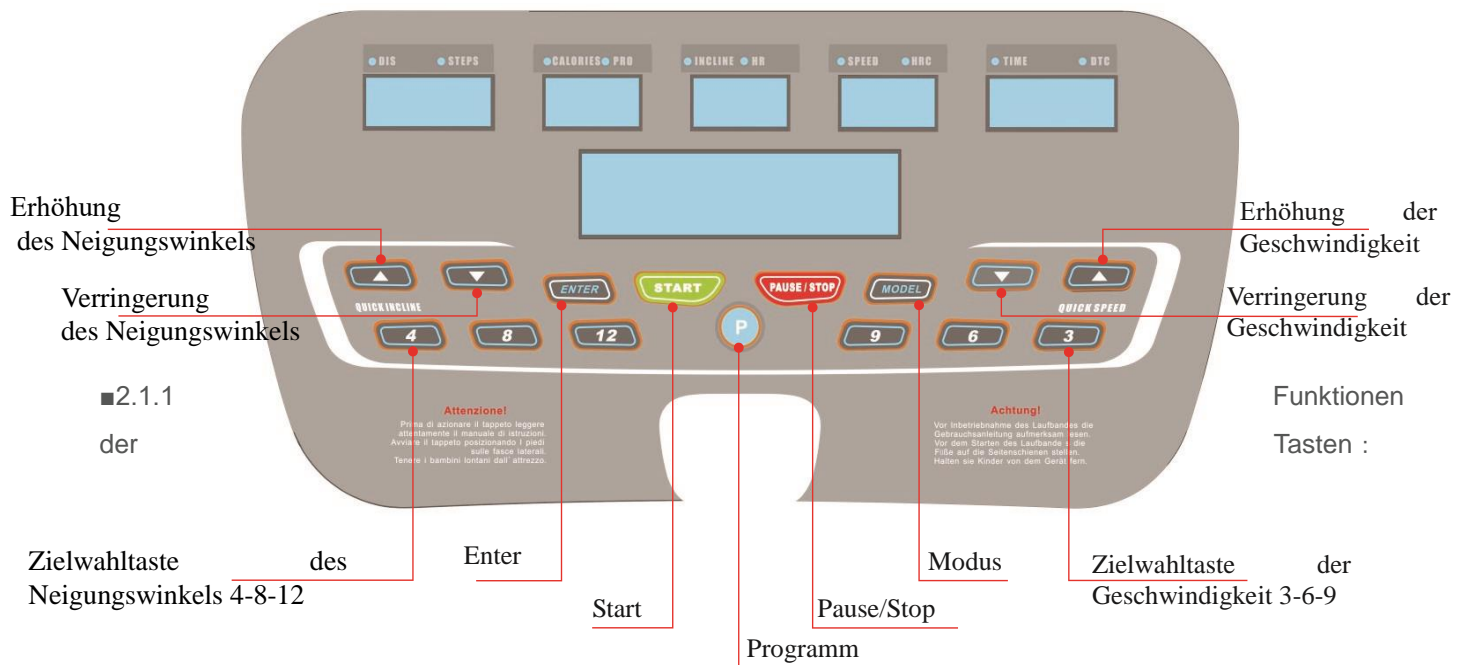 DIS STEPS CALORIES PRO INCLINE HR SPEED HRC TIME DTC
Erhöhung
des Neigungswinkels
Erhöhung der
Geschwindigkeit
Verringerung
des Neigungswinkels
Verringerung der
Geschwindigkeit
ENTER START PAUSE/STOP MODEL
QUICK INCLINE
QUICK SPEED
4 8 12 P 9 6 3
■2.1.1 Funktionen
der Tasten :
Attenzione!
Prima di azionare il tappeto leggere
attentamente il manuale di istruzioni.
Avviare il tappeto posizionando I piedi
sulle fasce laterali.
Tenere i bambini lontani dall' attrezzo.
Achtung!
Vor Inbetriebnahme des Laufbandes die
Gebrauchsanleitung aufmerksam lesen.
Vor dem Starten des Laufbande s die
Füße auf die Seitenschienen stellen.
Halten sie Kinder von dem Gerät fern.
Zielwahltaste des
Neigungswinkels 4-8-12
Enter
Start
Programm
Pause/Stop
Modus
Zielwahltaste der
Geschwindigkeit 3-6-9